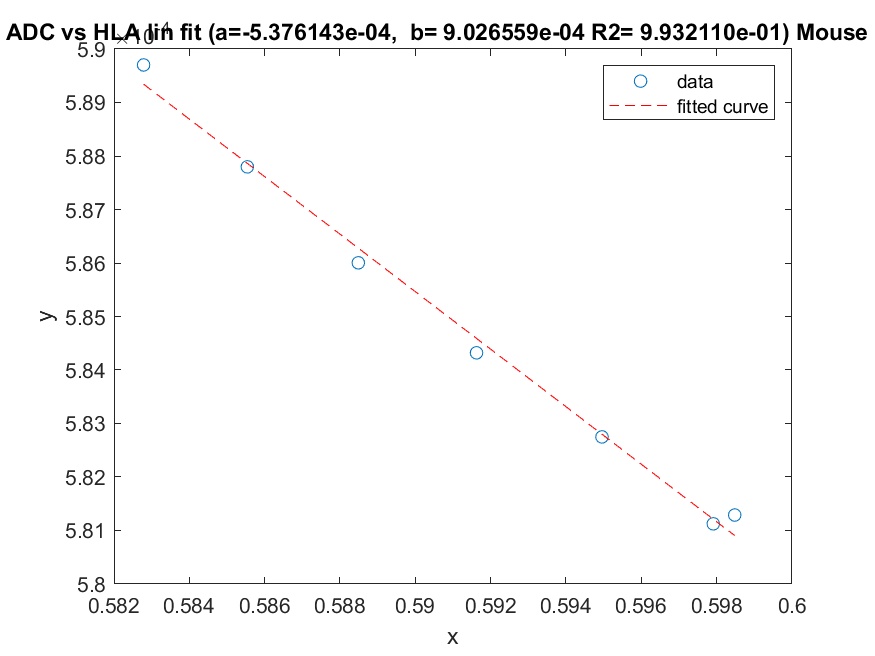 ADC vs HLA lin fit (a=-5.376143e-04, b= 9.026559e-04 R2= 9.932110e-01) Mouse
5.9
5.89
5.88
5.87
5.86
5.85
5.84
5.83
5.82
5.81
5.8
y
data
fitted curve
0.582 0.584 0.586 0.588 0.59 0.592 0.594 0.596 0.598 0.6
x